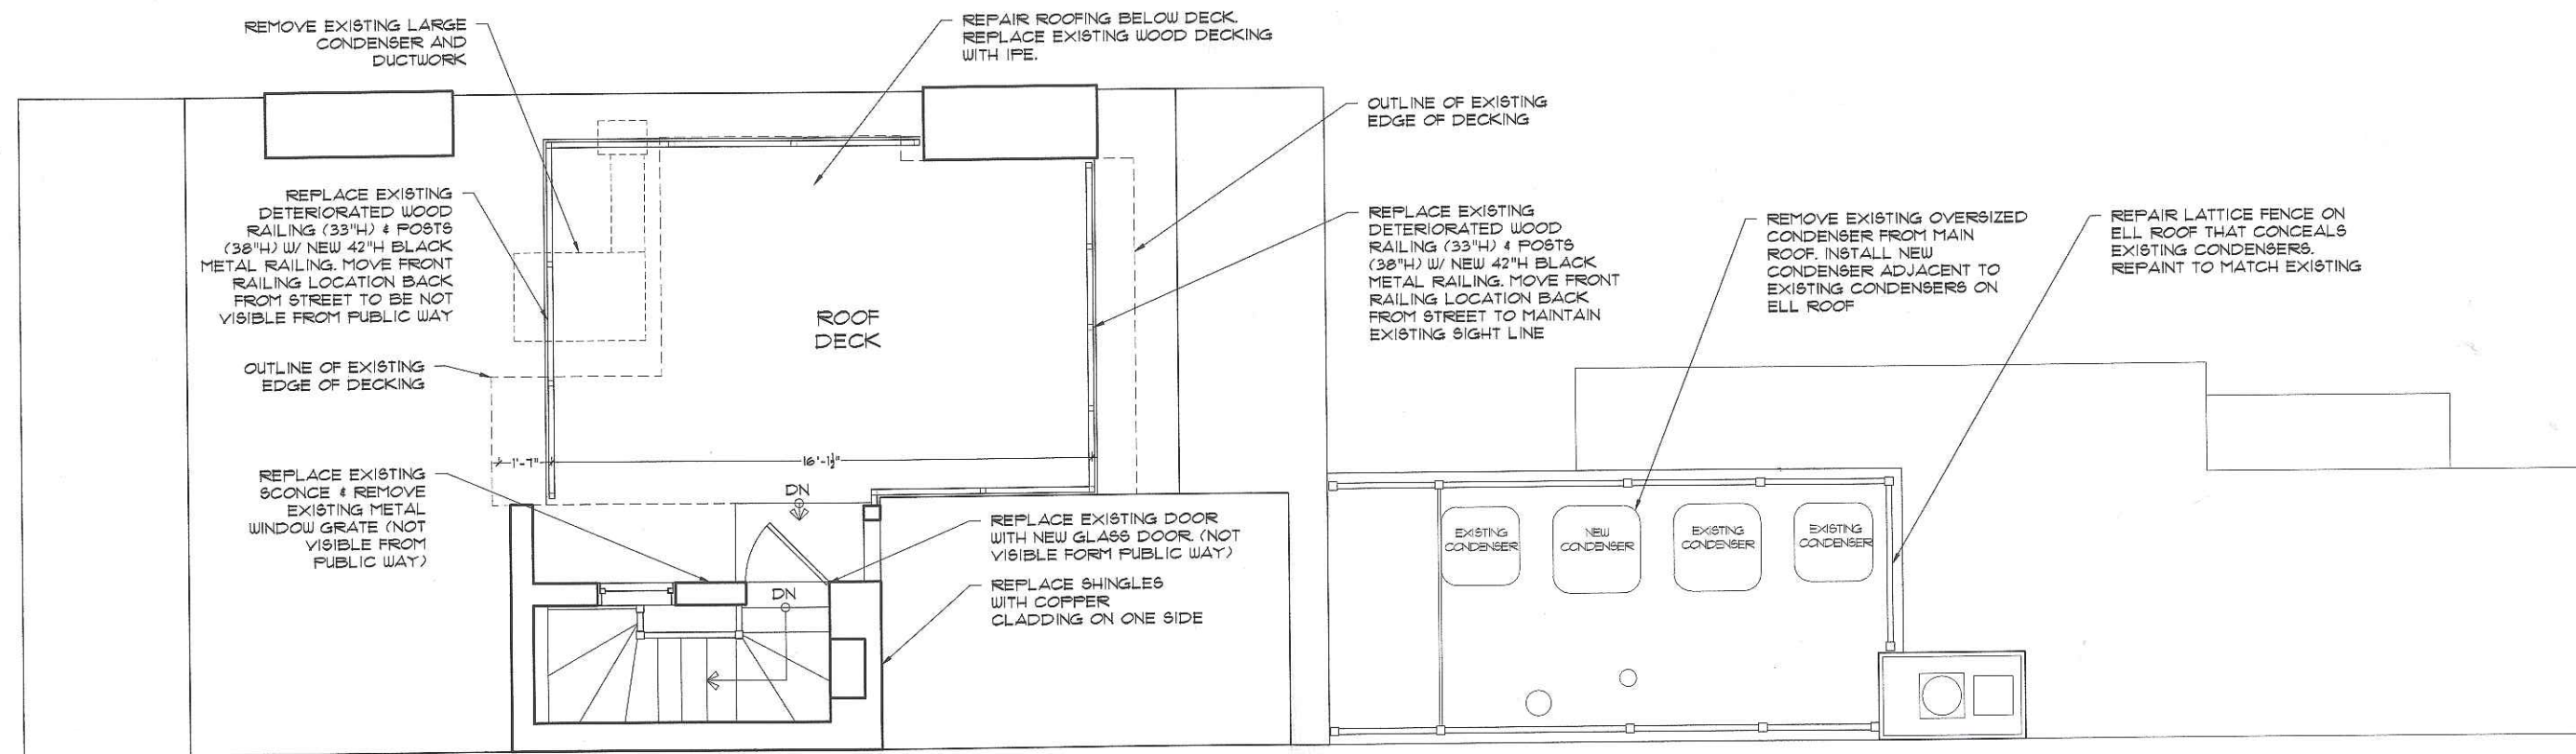 REMOVE EXISTING LARGE
CONDENSER AND
DUCTWORK
REPAIR ROOFING BELOW DECK.
REPLACE EXISTING WOOD DECKING
WITH IPE.
OUTLINE OF EXISTING
EDGE OF DECKING
REPLACE EXISTING
DETERIORATED WOOD
RAILING (33"H) & POSTS
(38"H) W/ NEW 42"H BLACK
METAL RAILING. MOVE FRONT
RAILING LOCATION BACK
FROM STREET TO BE NOT
VISIBLE FROM PUBLIC WAY
REPLACE EXISTING
DETERIORATED WOOD
RAILING (33"H) & POSTS
(38"H) W/ NEW 42"H BLACK
METAL RAILING. MOVE FRONT
RAILING LOCATION BACK
FROM STREET TO MAINTAIN
EXISTING SIGHT LINE
REMOVE EXISTING OVERSIZED
CONDENSER FROM MAIN
ROOF. INSTALL NEW
CONDENSER ADJACENT TO
EXISTING CONDENSERS ON
ELL ROOF
REPAIR LATTICE FENCE ON
ELL ROOF THAT CONCEALS
EXISTING CONDENSERS.
REPAINT TO MATCH EXISTING
ROOF
DECK
OUTLINE OF EXISTING
EDGE OF DECKING
1'-7"
16'-1½"
REPLACE EXISTING
SCONCE & REMOVE
EXISTING METAL
WINDOW GRATE (NOT
VISIBLE FROM
PUBLIC WAY)
DN
REPLACE EXISTING DOOR
WITH NEW GLASS DOOR. (NOT
VISIBLE FORM PUBLIC WAY)
DN
REPLACE SHINGLES
WITH COPPER
CLADDING ON ONE SIDE
EXISTING
CONDENSER
NEW
CONDENSER
EXISTING
CONDENSER
EXISTING
CONDENSER